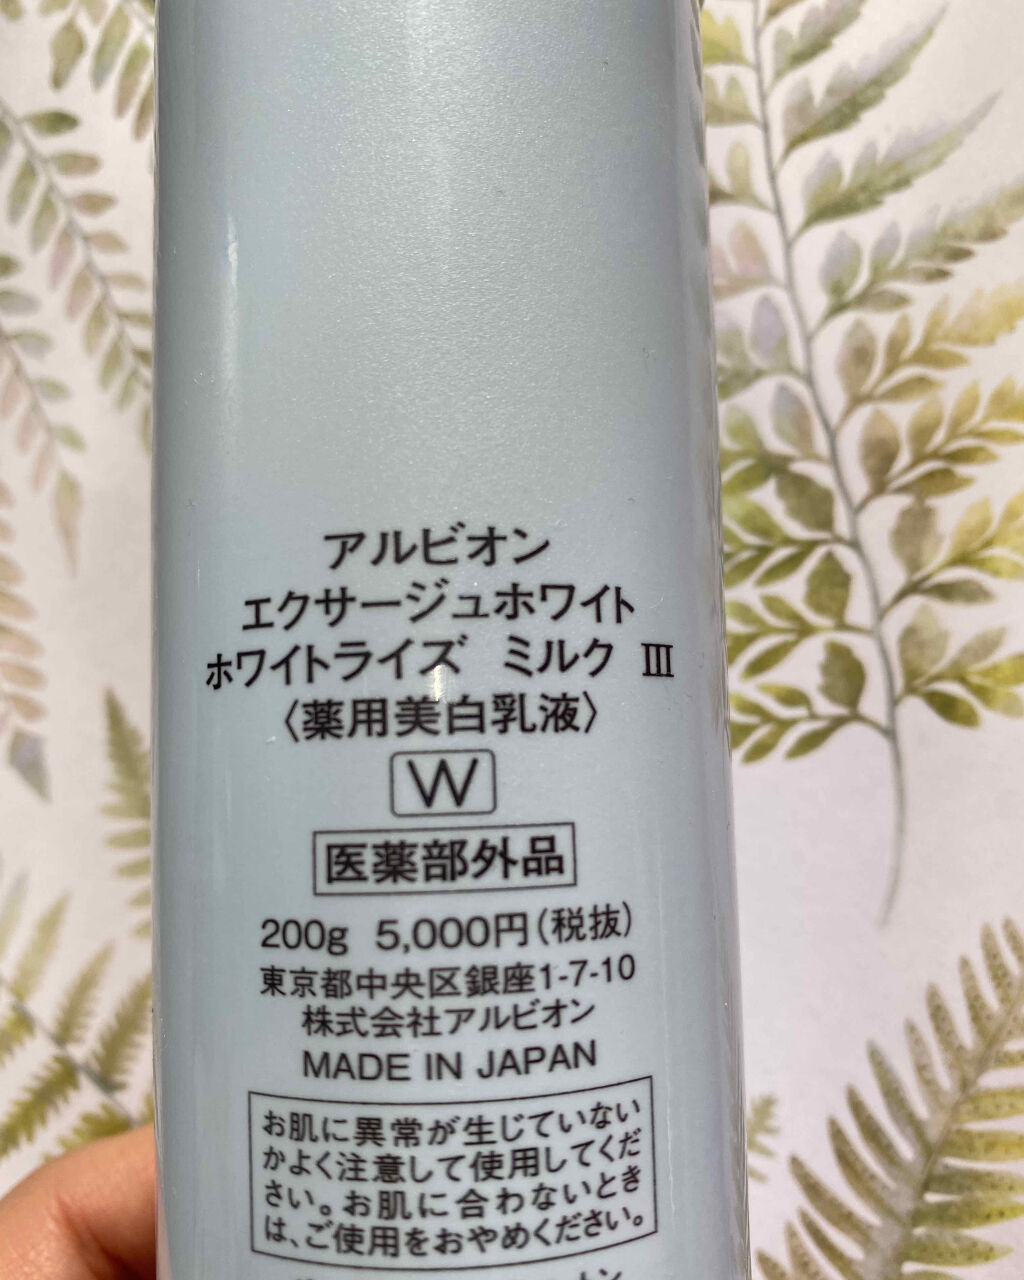 アルビオン
エクサージュホワイト
ホワイトライズ ミルク Ⅲ
〈薬用美白乳液〉
W
医薬部外品
200g 5,000円(税抜)
東京都中央区銀座1-7-10
株式会社アルビオン
MADE IN JAPAN
お肌に異常が生じていない
かよく注意して使用してくだ
さい。お肌に合わないとき
は、ご使用をおやめください。